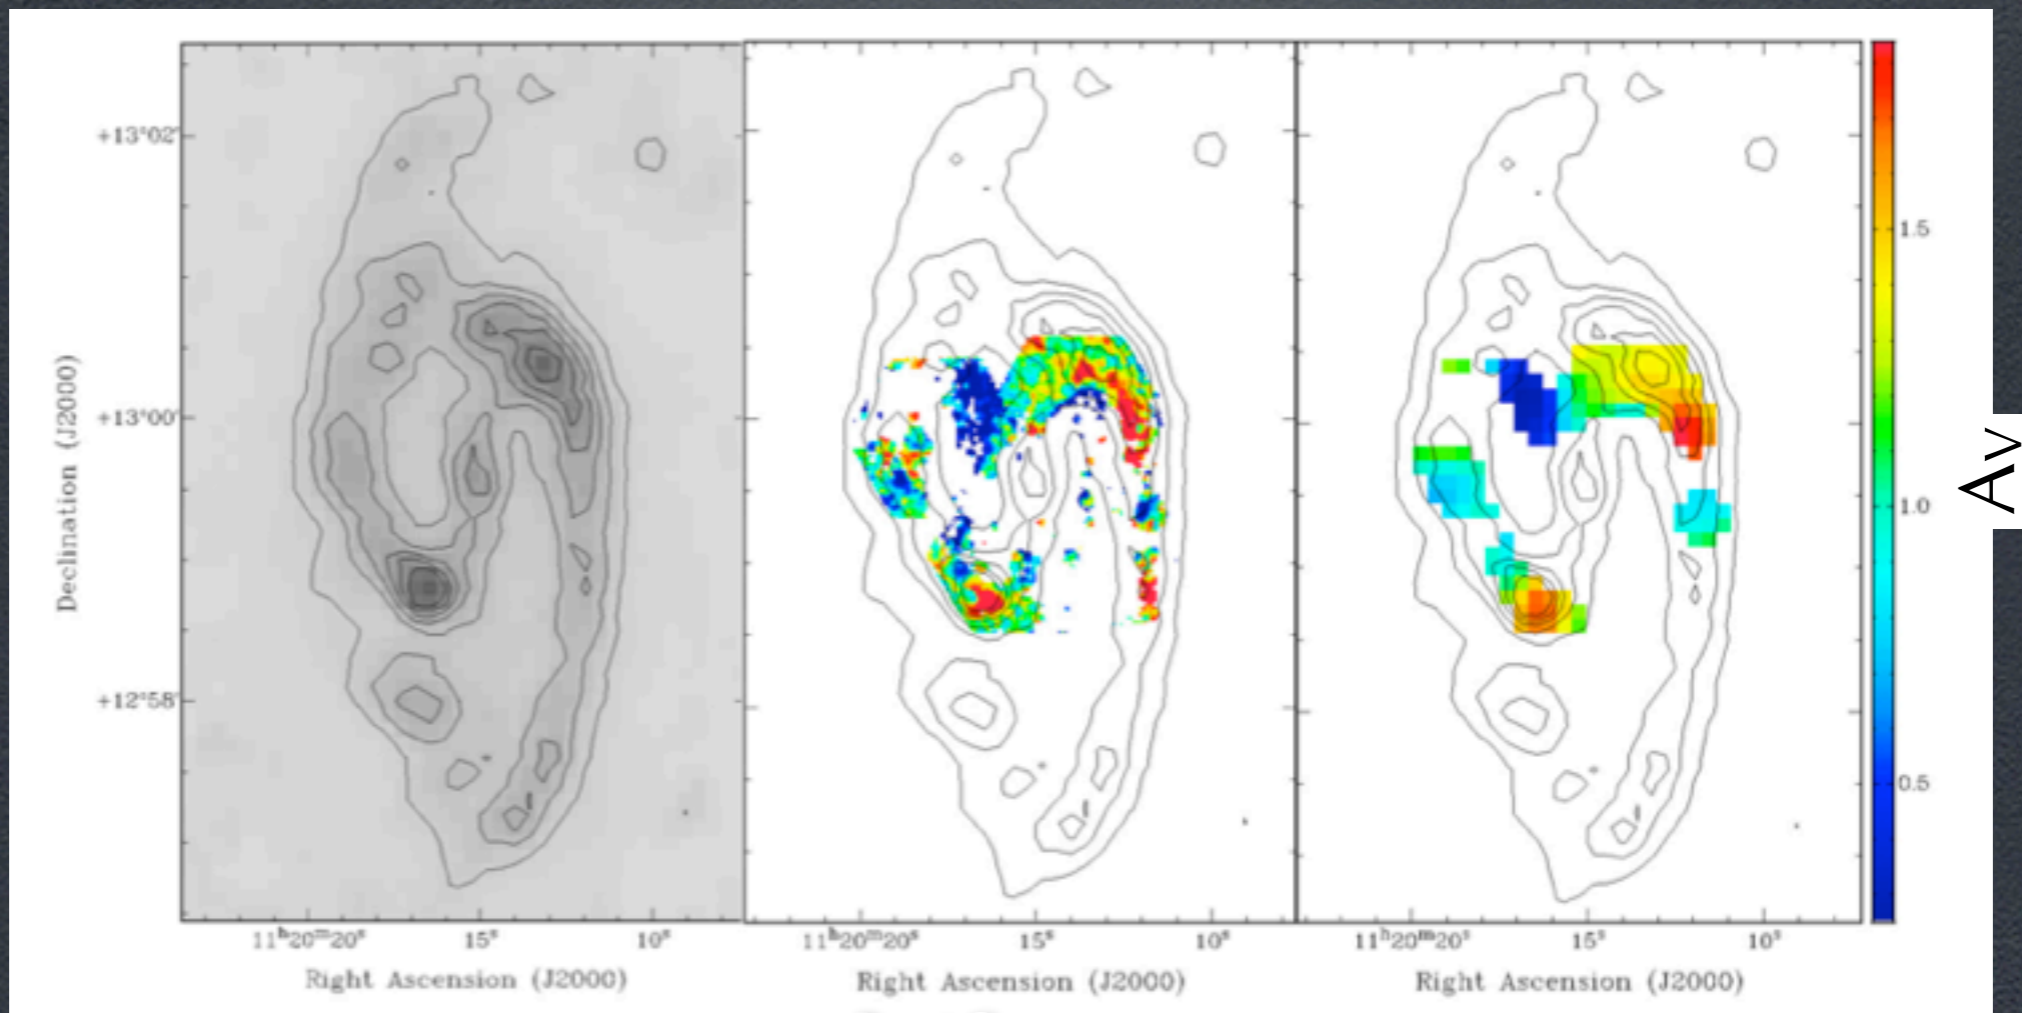 +13°02'
+13°00'
+12°58'
Declination (J2000)
11ʰ20ᵐ20ˢ 15ˢ 10ˢ
Right Ascension (J2000)
11ʰ20ᵐ20ˢ 15ˢ 10ˢ
Right Ascension (J2000)
11ʰ20ᵐ20ˢ 15ˢ 10ˢ
Right Ascension (J2000)
1.5
1.0
0.5
Av